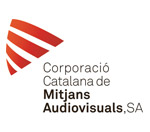 Corporació
Catalana de
Mitjans
Audiovisuals,SA